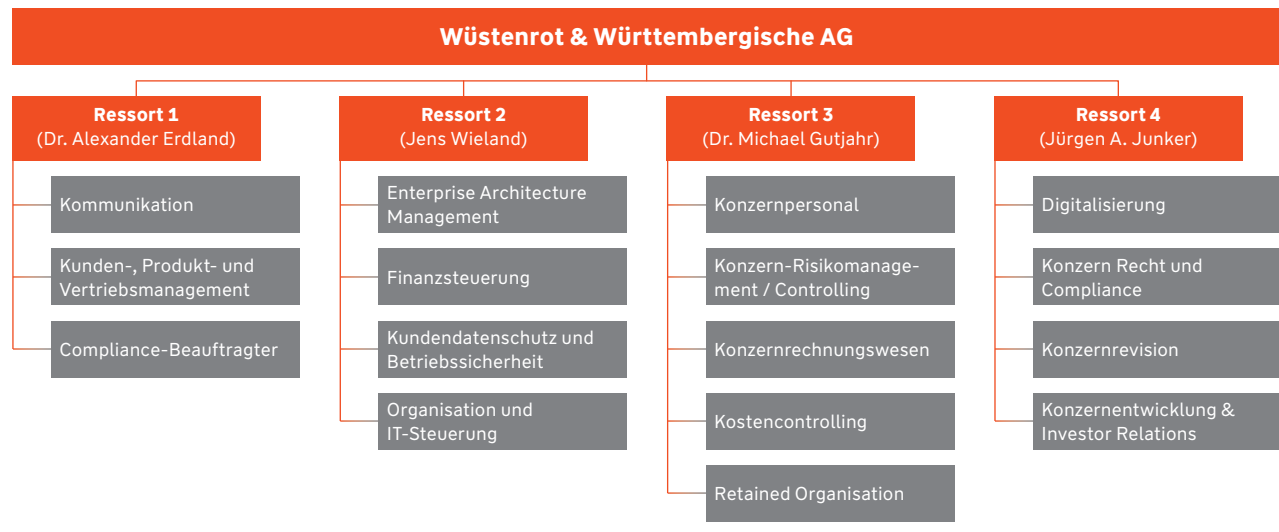 Wüstenrot & Württembergische AG
Ressort 1
(Dr. Alexander Erdland)
Kommunikation
Kunden-, Produkt- und
Vertriebsmanagement
Compliance-Beauftragter
Ressort 2
(Jens Wieland)
Enterprise Architecture
Management
Finanzsteuerung
Kundendatenschutz und
Betriebssicherheit
Organisation und
IT-Steuerung
Ressort 3
(Dr. Michael Gutjahr)
Konzernpersonal
Konzern-Risikomanage-
ment / Controlling
Konzernrechnungswesen
Kostencontrolling
Retained Organisation
Ressort 4
(Jürgen A. Junker)
Digitalisierung
Konzern Recht und
Compliance
Konzernrevision
Konzernentwicklung &
Investor Relations